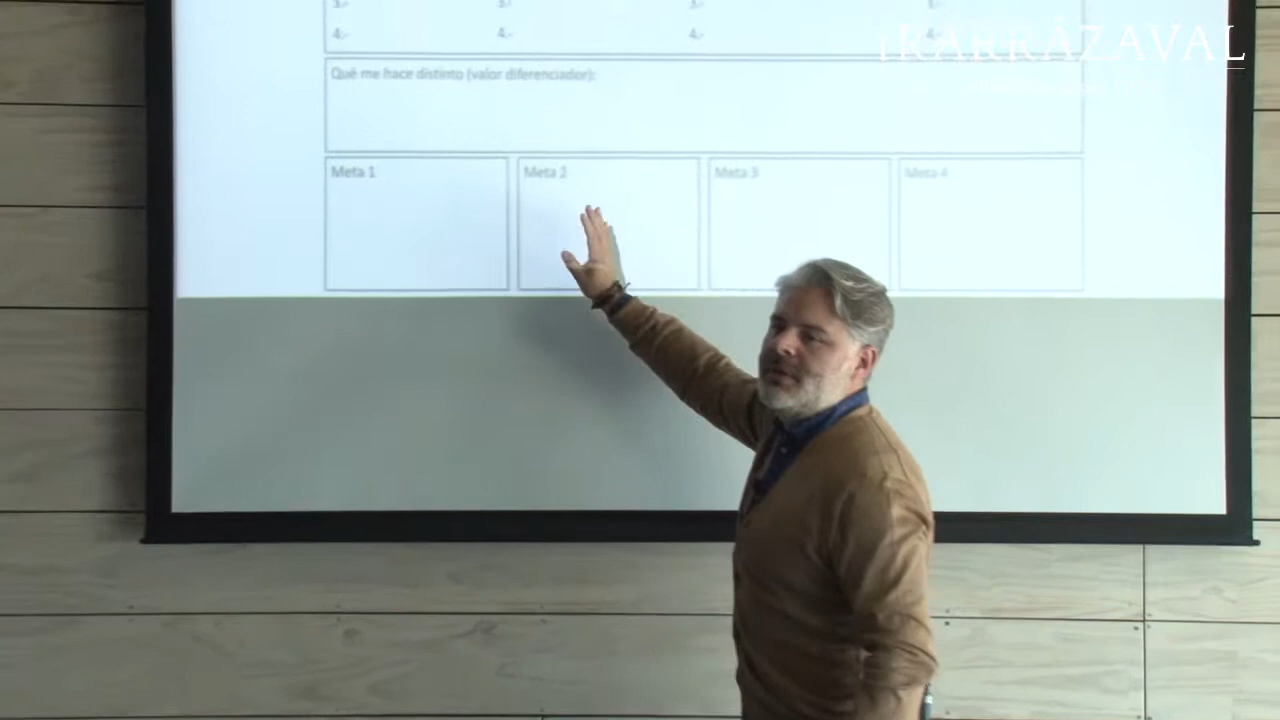 3.- 3.- 3.- 3.-
4.- 4.- 4.- 4.-
IRARRÁZAVAL
Qué me hace distinto (valor diferenciador):
Meta 1 Meta 2 Meta 3 Meta 4